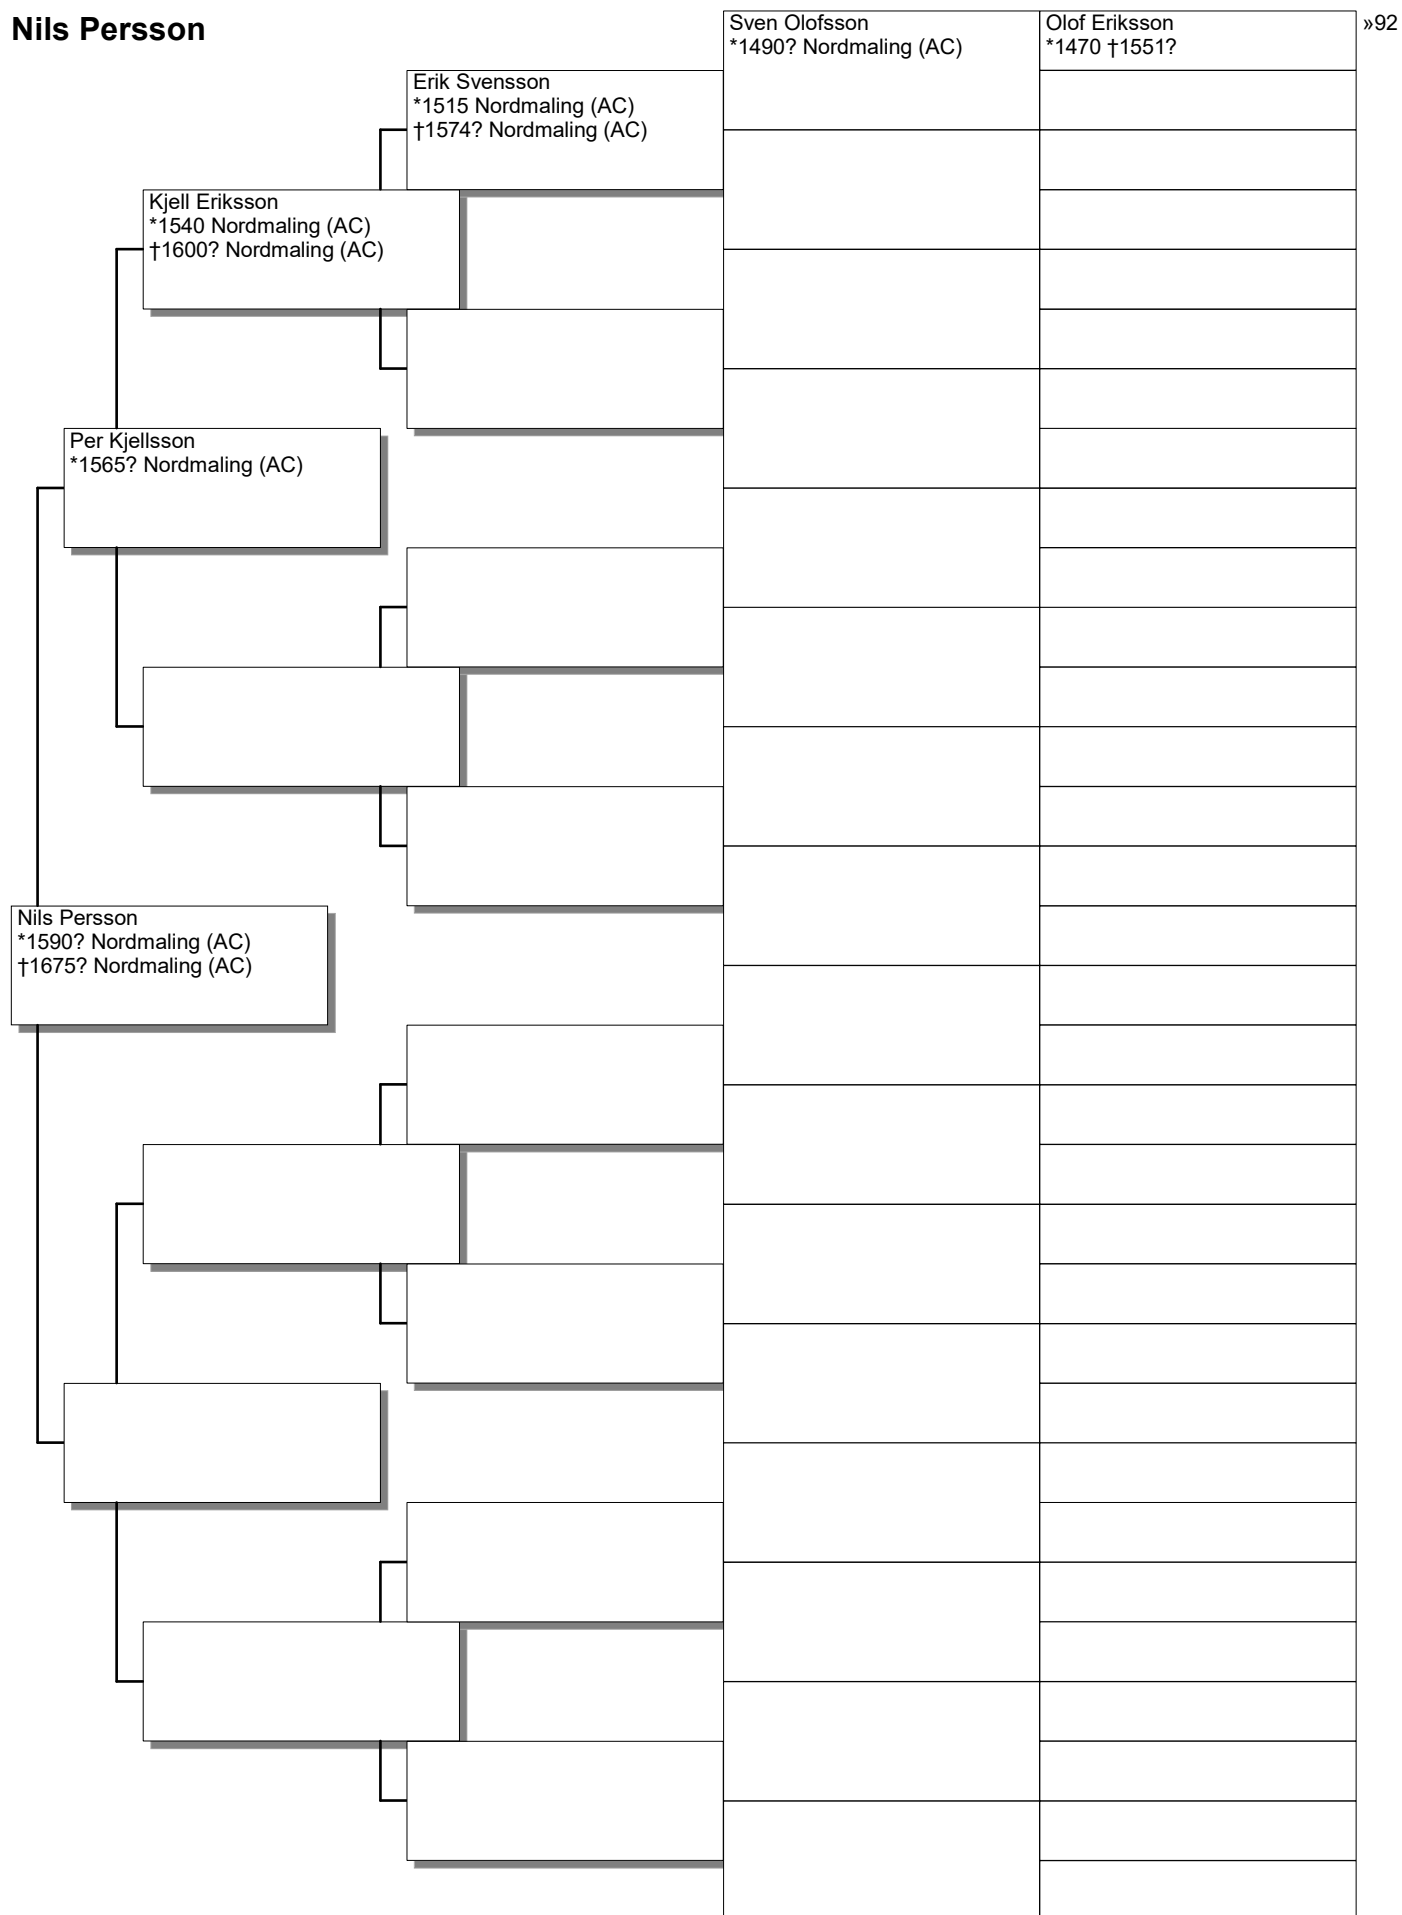 Nils Persson
Sven Olofsson
*1490? Nordmaling (AC)
Olof Eriksson
*1470 †1551?
»92
Erik Svensson
*1515 Nordmaling (AC)
†1574? Nordmaling (AC)
Kjell Eriksson
*1540 Nordmaling (AC)
†1600? Nordmaling (AC)
Per Kjellsson
*1565? Nordmaling (AC)
Nils Persson
*1590? Nordmaling (AC)
†1675? Nordmaling (AC)